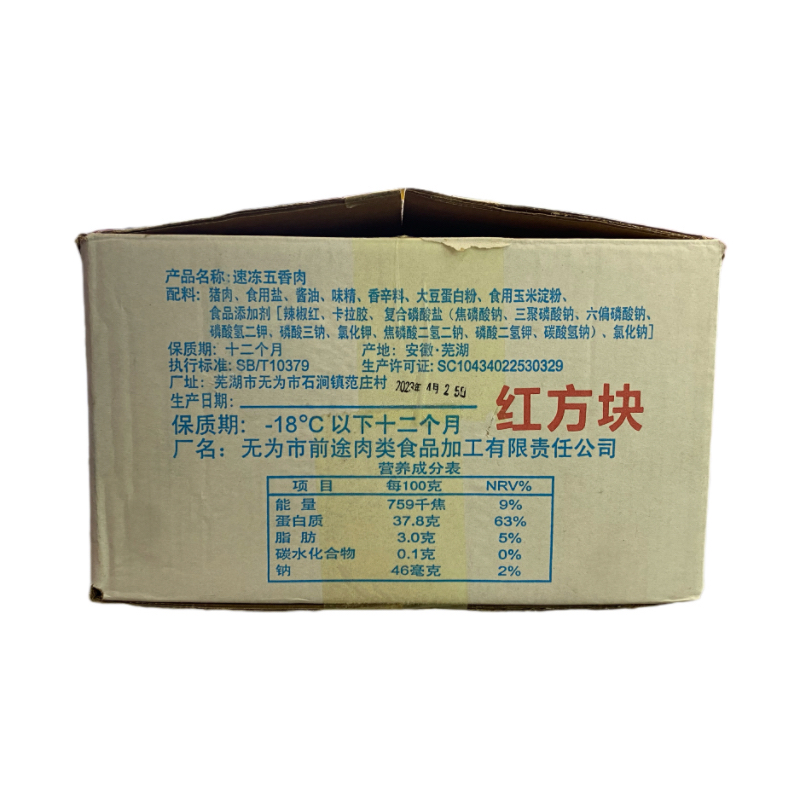 产品名称:速冻五香肉
配料:猪肉、食用盐、酱油、味精、香辛料、大豆蛋白粉、食用玉米淀粉、
食品添加剂[辣椒红、卡拉胶、复合磷酸盐(焦磷酸钠、三聚磷酸钠、六偏磷酸钠、
磷酸氢二钾、磷酸三钠、氯化钾、焦磷酸二氢二钠、磷酸二氢钾、碳酸氢钠)、氯化钠]
保质期:十二个月 产地:安徽·芜湖
执行标准:SB/T10379 生产许可证:SC10434022530329
厂址:芜湖市无为市石涧镇范庄村
生产日期: 2023年 4月 25日
红方块
保质期: -18℃以下十二个月
厂名:无为市前途肉类食品加工有限责任公司
营养成分表
项目 每100克 NRV%
能量 759千焦 9%
蛋白质 37.8克 63%
脂肪 3.0克 5%
碳水化合物 0.1克 0%
钠 46毫克 2%